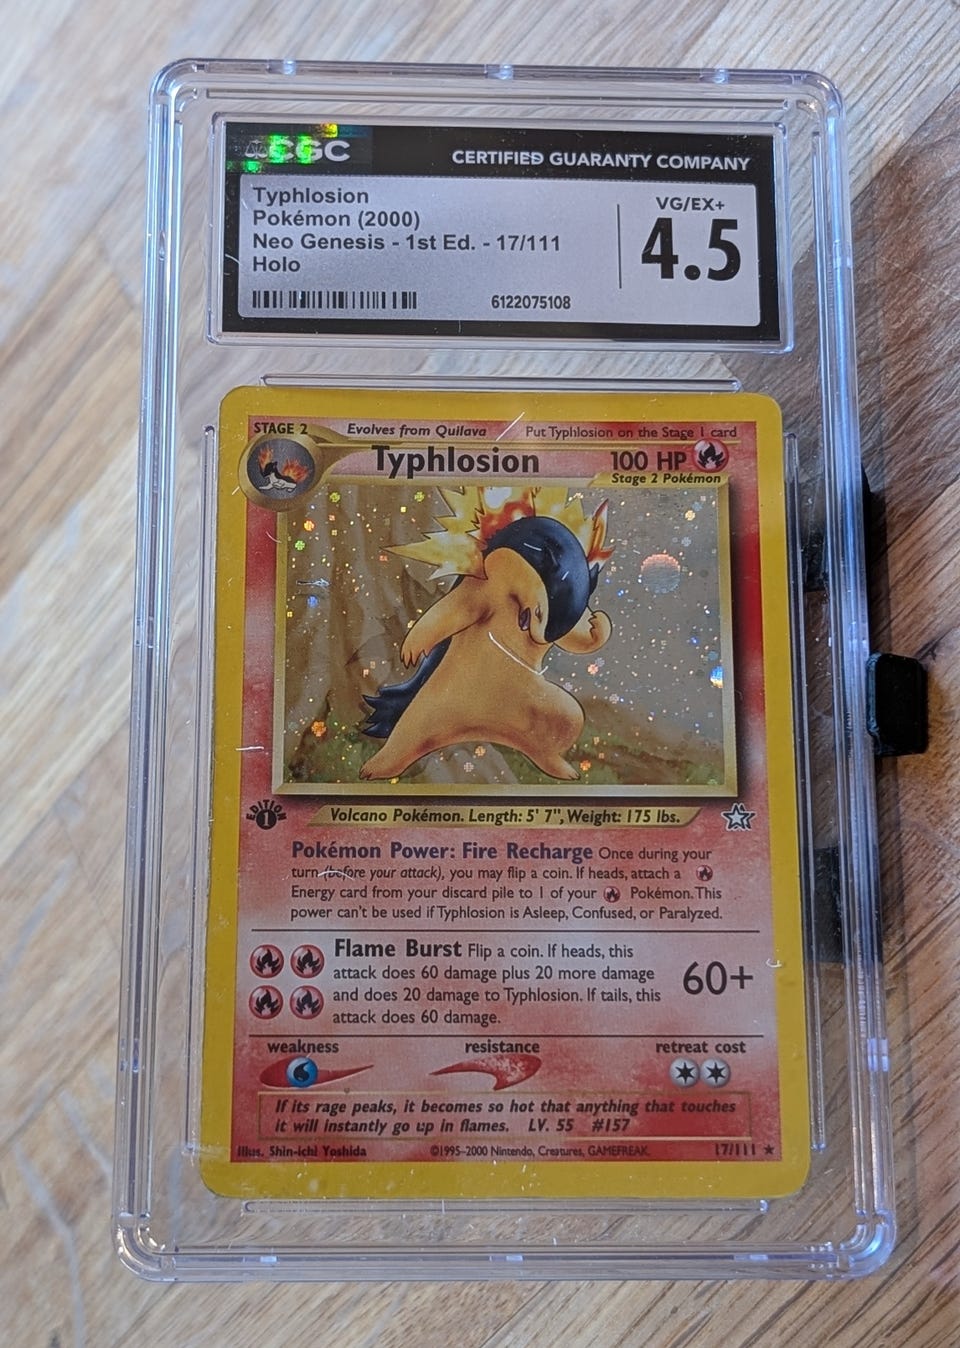 CGC
CERTIFIED GUARANTY COMPANY
Typhlosion
Pokémon (2000)
Neo Genesis - 1st Ed. - 17/111
Holo
VG/EX+
4.5
6122075108
STAGE 2
Evolves from Quilava
Put Typhlosion on the Stage 1 card
Typhlosion
100 HP
Stage 2 Pokémon
EDITION
1
Volcano Pokémon. Length: 5' 7", Weight: 175 lbs.
Pokémon Power: Fire Recharge Once during your
turn (before your attack), you may flip a coin. If heads, attach a
Energy card from your discard pile to 1 of your Pokémon. This
power can't be used if Typhlosion is Asleep, Confused, or Paralyzed.
Flame Burst Flip a coin. If heads, this
attack does 60 damage plus 20 more damage
and does 20 damage to Typhlosion. If tails, this
attack does 60 damage.
60+
weakness
resistance
retreat cost
If its rage peaks, it becomes so hot that anything that touches
it will instantly go up in flames. LV. 55 #157
Illus. Shin-ichi Yoshida
©1995-2000 Nintendo, Creatures, GAMEFREAK.
17/111 ★